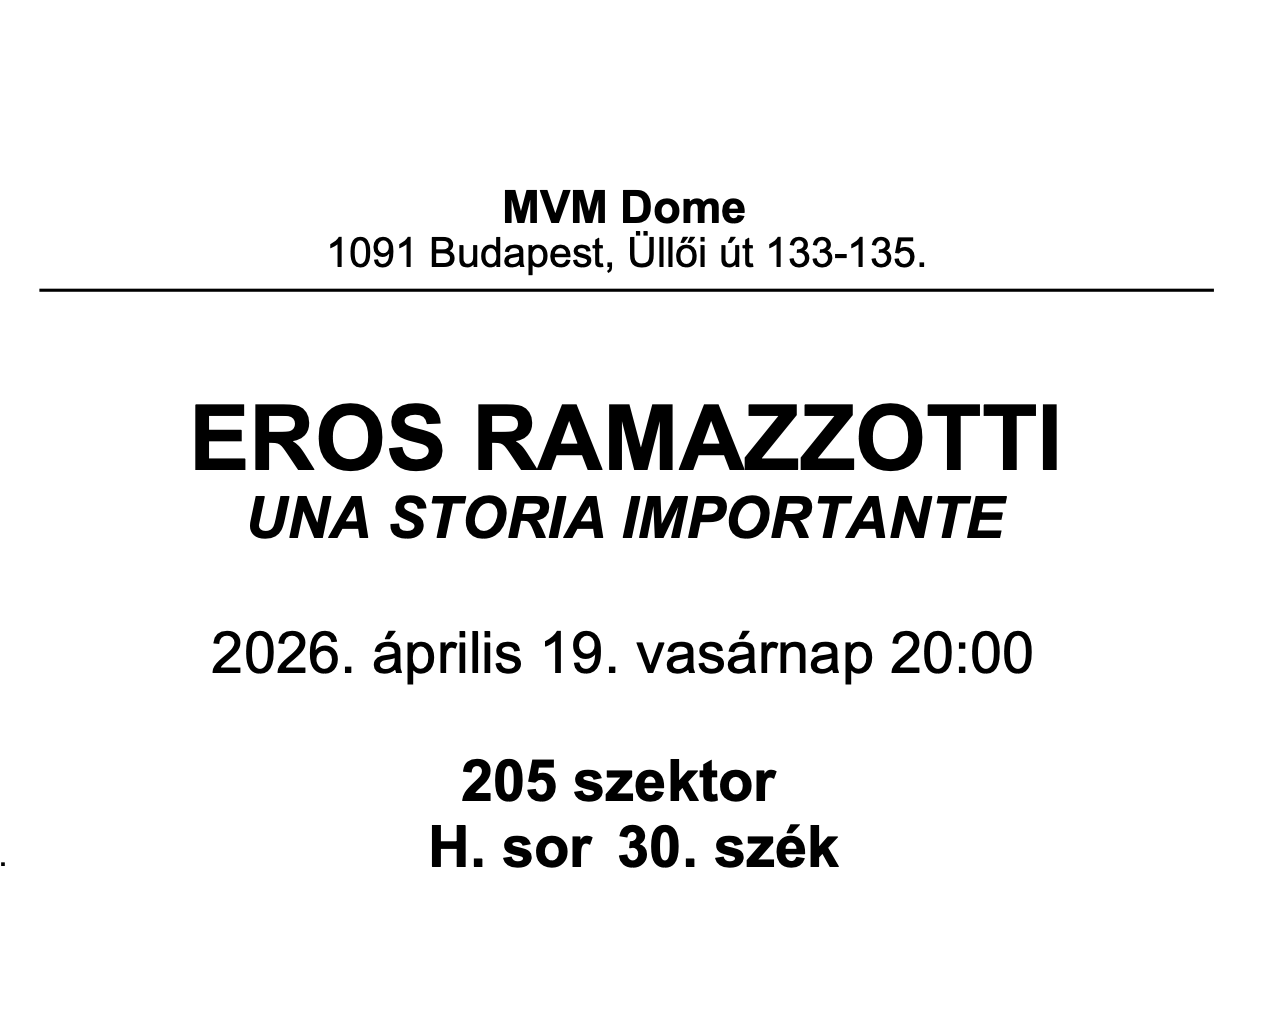 MVM Dome
1091 Budapest, Üllői út 133-135.
EROS RAMAZZOTTI
UNA STORIA IMPORTANTE
2026. április 19. vasárnap 20:00
205 szektor
H. sor 30. szék
.